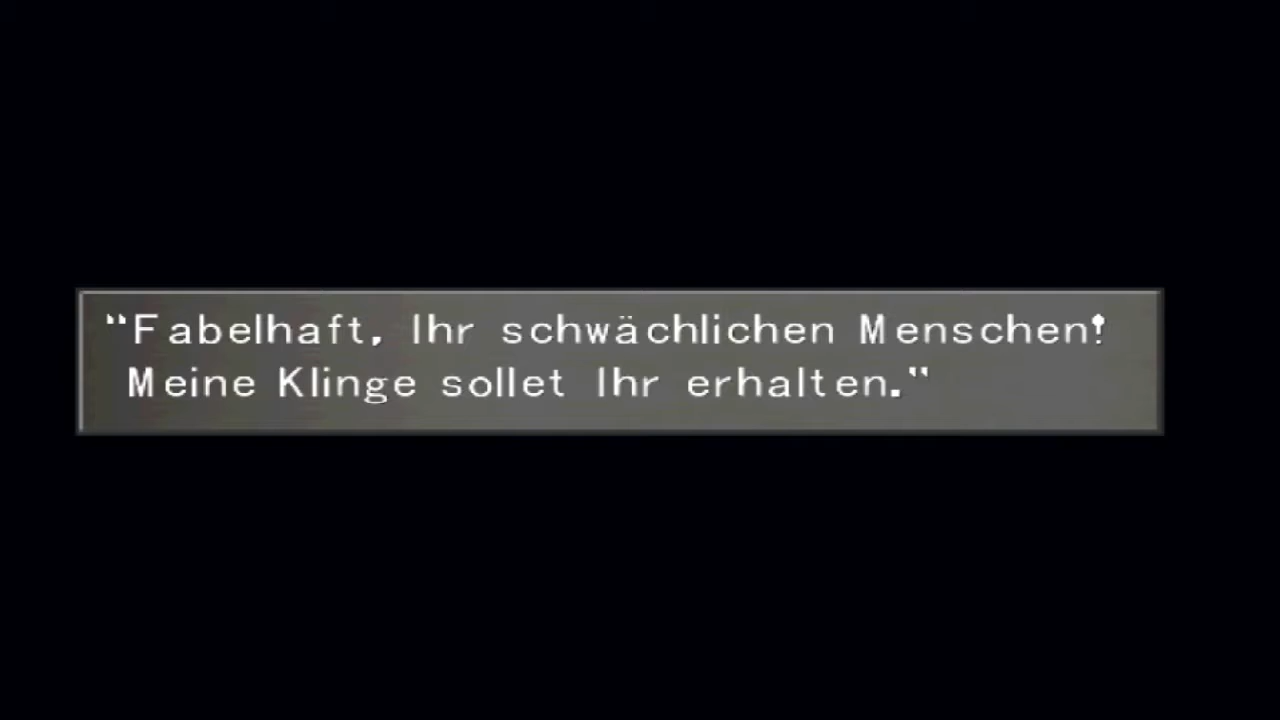 “Fabelhaft, Ihr schwächlichen Menschen!
Meine Klinge sollet Ihr erhalten.“